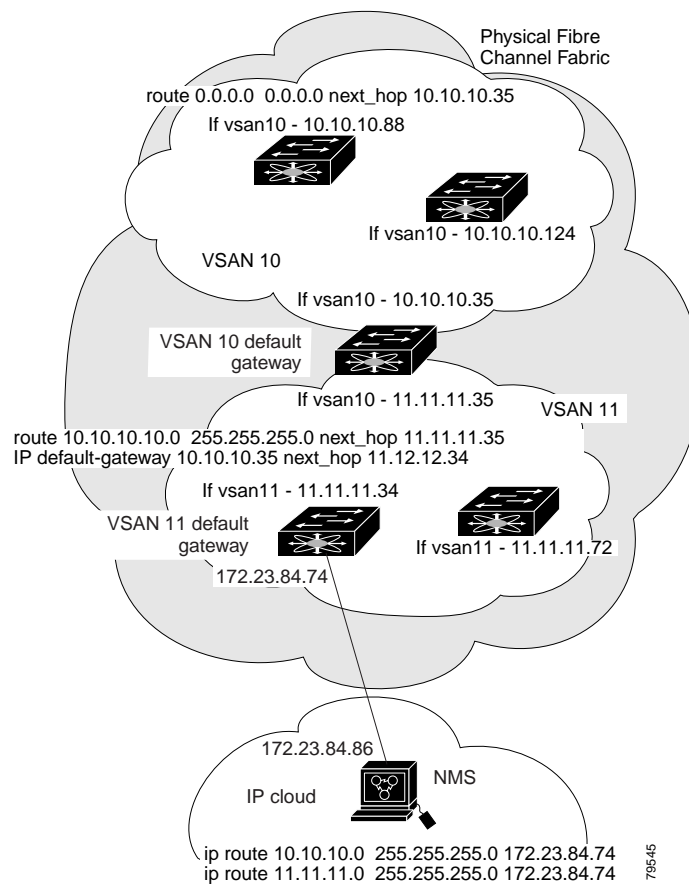 Physical Fibre
Channel Fabric
route 0.0.0.0  0.0.0.0 next_hop 10.10.10.35
If vsan10 - 10.10.10.88
If vsan10 - 10.10.10.124
VSAN 10
If vsan10 - 10.10.10.35
VSAN 10 default
gateway
If vsan10 - 11.11.11.35
VSAN 11
route 10.10.10.10.0  255.255.255.0 next_hop 11.11.11.35
IP default-gateway 10.10.10.35 next_hop 11.12.12.34
If vsan11 - 11.11.11.34
VSAN 11 default
gateway
If vsan11 - 11.11.11.72
172.23.84.74
172.23.84.86
NMS
IP cloud
ip route 10.10.10.0  255.255.255.0 172.23.84.74
ip route 11.11.11.0  255.255.255.0 172.23.84.74
79545